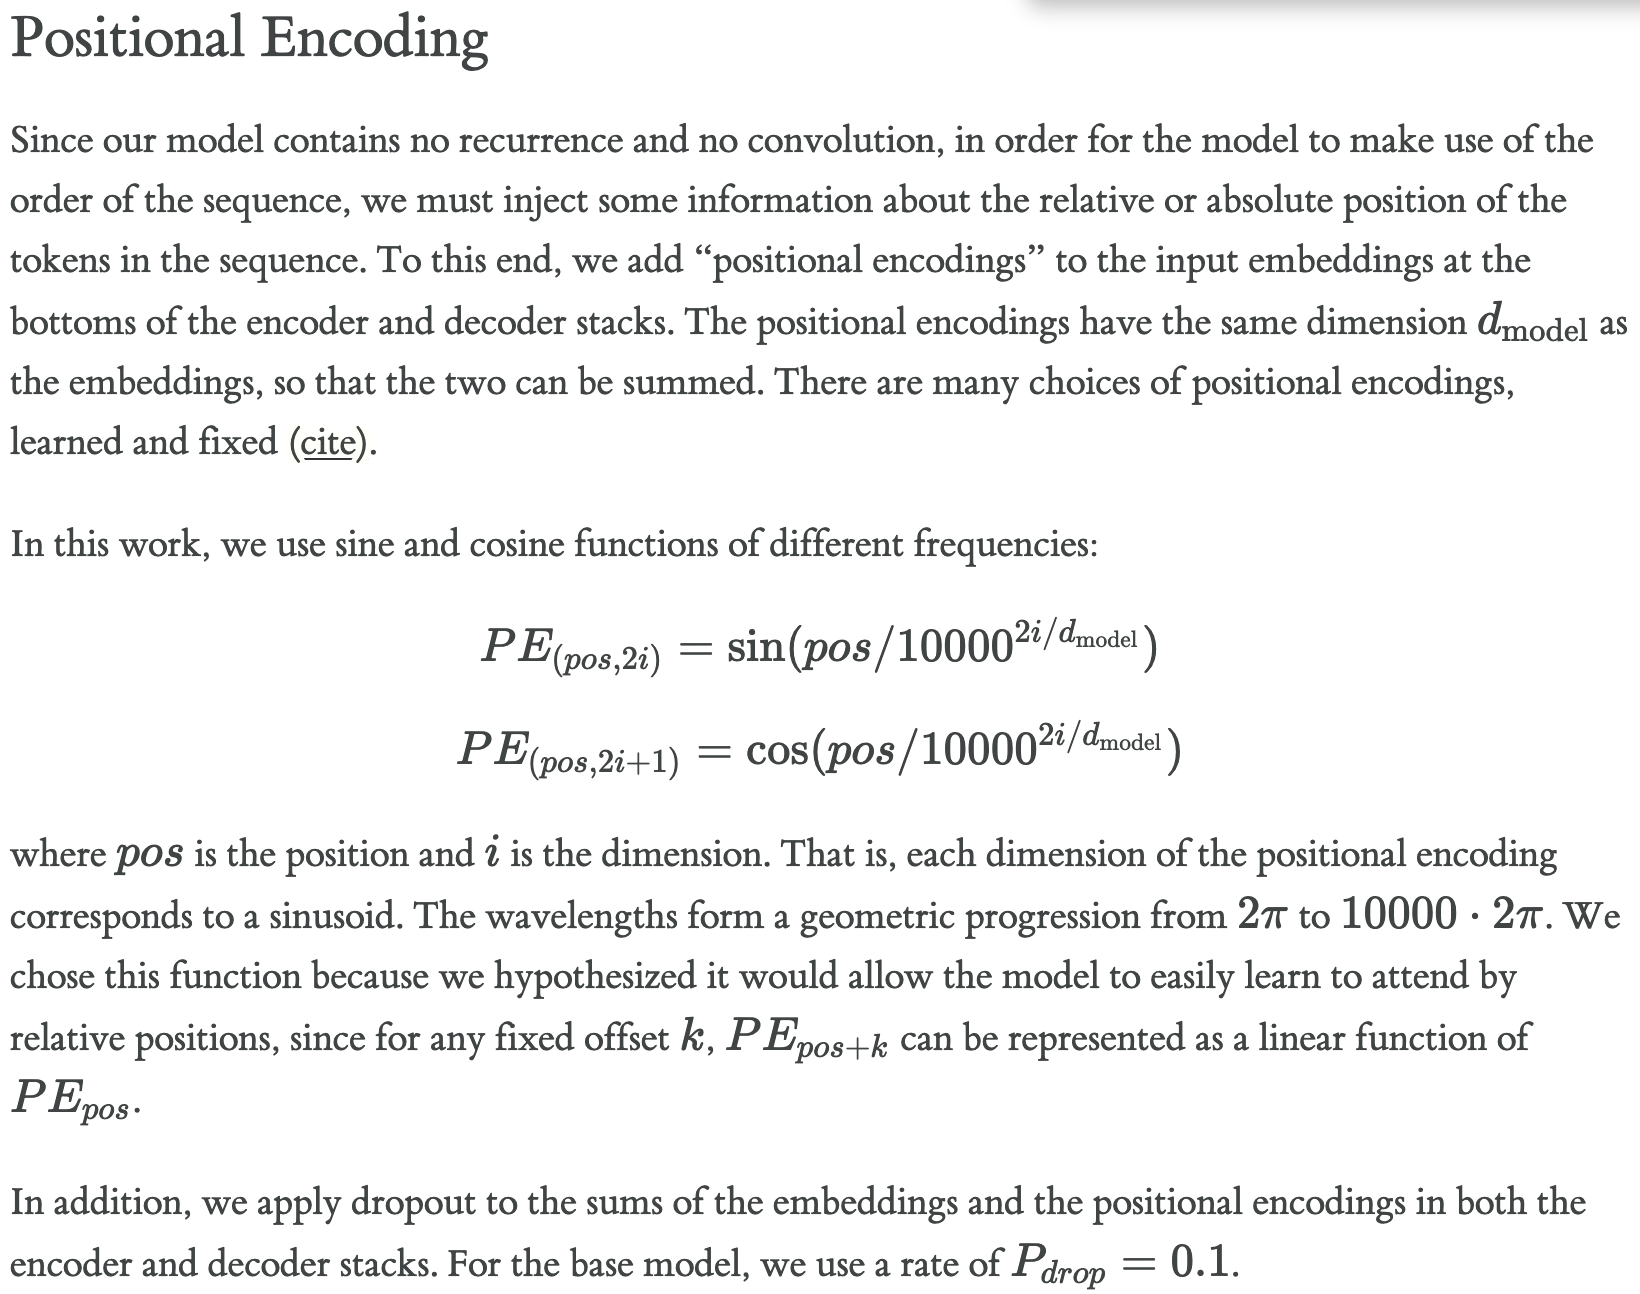 Positional Encoding
Since our model contains no recurrence and no convolution, in order for the model to make use of the
order of the sequence, we must inject some information about the relative or absolute position of the
tokens in the sequence. To this end, we add “positional encodings” to the input embeddings at the
bottoms of the encoder and decoder stacks. The positional encodings have the same dimension $d_{\text{model}}$ as
the embeddings, so that the two can be summed. There are many choices of positional encodings,
learned and fixed (cite).
In this work, we use sine and cosine functions of different frequencies:
$PE_{(pos,2i)} = \sin(pos/10000^{2i/d_{\text{model}}})$
$PE_{(pos,2i+1)} = \cos(pos/10000^{2i/d_{\text{model}}})$
where $pos$ is the position and $i$ is the dimension. That is, each dimension of the positional encoding
corresponds to a sinusoid. The wavelengths form a geometric progression from $2\pi$ to $10000 \cdot 2\pi$. We
chose this function because we hypothesized it would allow the model to easily learn to attend by
relative positions, since for any fixed offset $k$, $PE_{pos+k}$ can be represented as a linear function of
$PE_{pos}$.
In addition, we apply dropout to the sums of the embeddings and the positional encodings in both the
encoder and decoder stacks. For the base model, we use a rate of $P_{drop} = 0.1$.